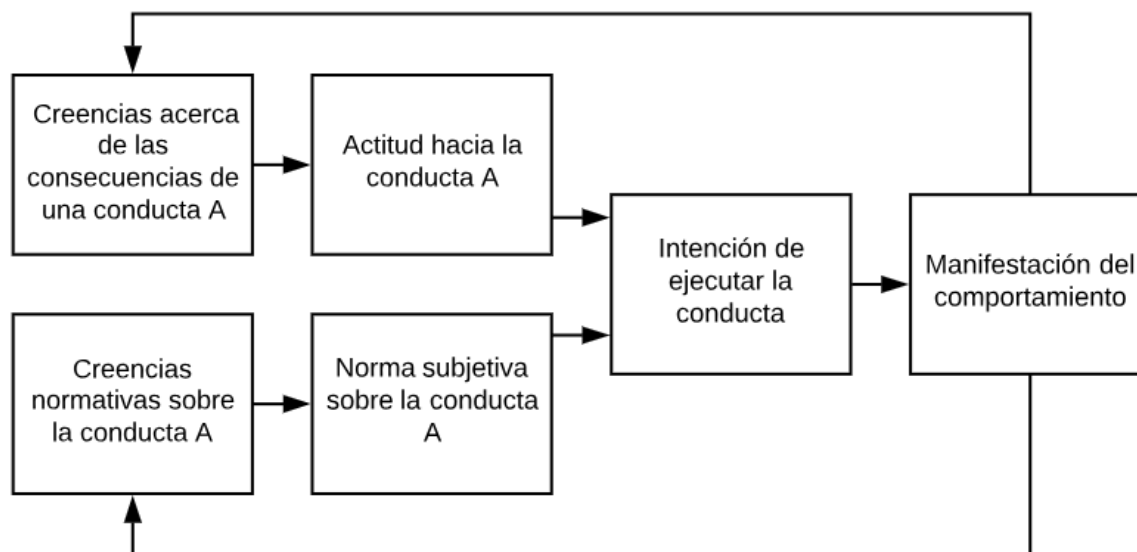 Creencias acerca
de las
consecuencias de
una conducta A
Actitud hacia la
conducta A
Intención de
ejecutar la
conducta
Manifestación del
comportamiento
Creencias
normativas sobre
la conducta A
Norma subjetiva
sobre la conducta
A